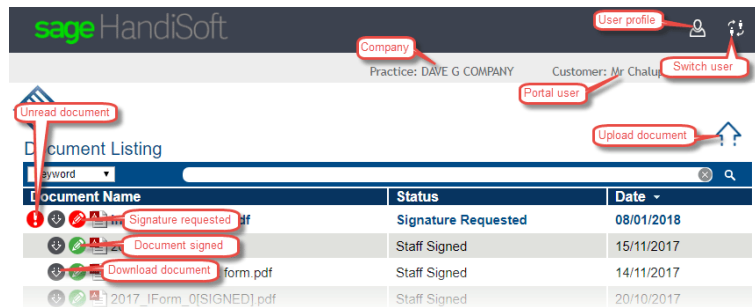 sage HandiSoft
User profile
Company
Switch user
Practice: DAVE G COMPANY Customer: Mr Chalup
Portal user
Unread document
Upload document
Document Listing
eyword
Document Name Status Date
Signature requested df Signature Requested 08/01/2018
Document signed Staff Signed 15/11/2017
Download document form.pdf Staff Signed 14/11/2017
2017_IForm_0[SIGNED].pdf Staff Signed 20/10/2017